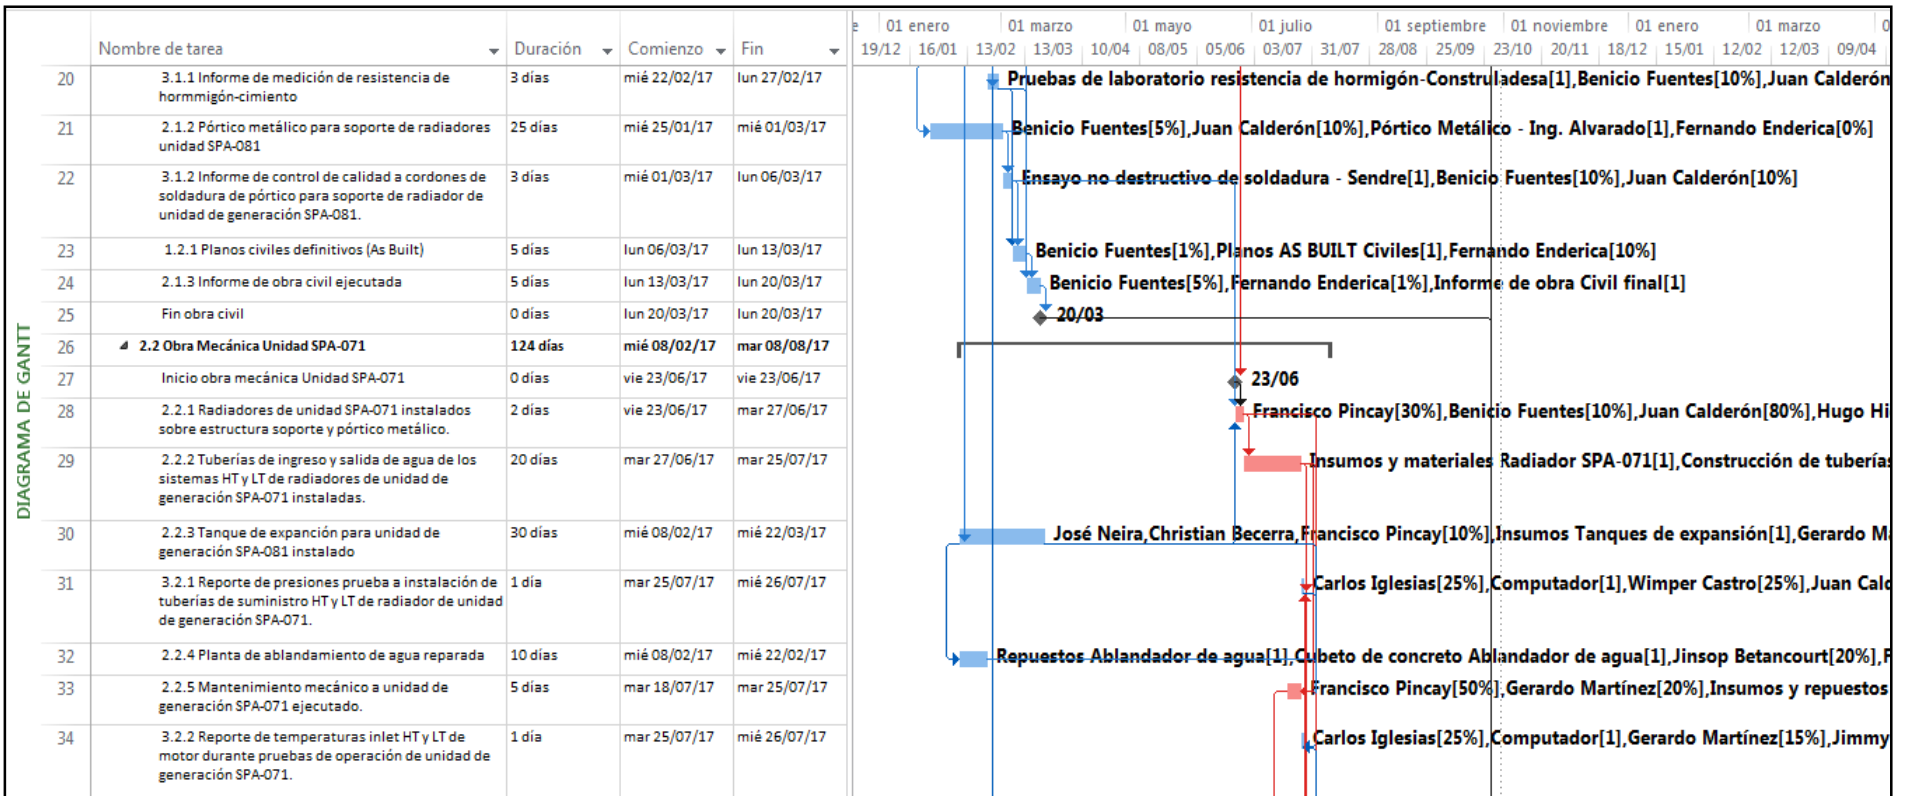 DIAGRAMA DE GANTT
Nombre de tarea Duración Comienzo Fin
01 enero 01 marzo 01 mayo 01 julio 01 septiembre 01 noviembre 01 enero 01 marzo
19/12 16/01 13/02 13/03 10/04 08/05 05/06 03/07 31/07 28/08 25/09 23/10 20/11 18/12 15/01 12/02 12/03 09/04
20 3.1.1 Informe de medición de resistencia de 3 días mié 22/02/17 lun 27/02/17 Pruebas de laboratorio resistencia de hormigón-Construladesa[1],Benicio Fuentes[10%],Juan Calderón
hormmigón-cimiento
21 2.1.2 Pórtico metálico para soporte de radiadores 25 días mié 25/01/17 mié 01/03/17 Benicio Fuentes[5%],Juan Calderón[10%],Pórtico Metálico - Ing. Alvarado[1],Fernando Enderica[0%]
unidad SPA-081
22 3.1.2 Informe de control de calidad a cordones de 3 días mié 01/03/17 lun 06/03/17 Ensayo no destructivo de soldadura - Sendre[1],Benicio Fuentes[10%],Juan Calderón[10%]
soldadura de pórtico para soporte de radiador de
unidad de generación SPA-081.
23 1.2.1 Planos civiles definitivos (As Built) 5 días lun 06/03/17 lun 13/03/17 Benicio Fuentes[1%],Planos AS BUILT Civiles[1],Fernando Enderica[10%]
24 2.1.3 Informe de obra civil ejecutada 5 días lun 13/03/17 lun 20/03/17 Benicio Fuentes[5%],Fernando Enderica[1%],Informe de obra Civil final[1]
25 Fin obra civil 0 días lun 20/03/17 lun 20/03/17 20/03
26 2.2 Obra Mecánica Unidad SPA-071 124 días mié 08/02/17 mar 08/08/17
27 Inicio obra mecánica Unidad SPA-071 0 días vie 23/06/17 vie 23/06/17 23/06
28 2.2.1 Radiadores de unidad SPA-071 instalados 2 días vie 23/06/17 mar 27/06/17 Francisco Pincay[30%],Benicio Fuentes[10%],Juan Calderón[80%],Hugo Hi
sobre estructura soporte y pórtico metálico.
29 2.2.2 Tuberías de ingreso y salida de agua de los 20 días mar 27/06/17 mar 25/07/17 Insumos y materiales Radiador SPA-071[1],Construcción de tuberías
sistemas HT y LT de radiadores de unidad de
generación SPA-071 instaladas.
30 2.2.3 Tanque de expansión para unidad de 30 días mié 08/02/17 mié 22/03/17 José Neira,Christian Becerra,Francisco Pincay[10%],Insumos Tanques de expansión[1],Gerardo M
generación SPA-081 instalado
31 3.2.1 Reporte de presiones prueba a instalación de 1 día mar 25/07/17 mié 26/07/17 Carlos Iglesias[25%],Computador[1],Wimper Castro[25%],Juan Cald
tuberías de suministro HT y LT de radiador de unidad
de generación SPA-071.
32 2.2.4 Planta de ablandamiento de agua reparada 10 días mié 08/02/17 mié 22/02/17 Repuestos Ablandador de agua[1],Cubeto de concreto Ablandador de agua[1],Jinsop Betancourt[20%],F
33 2.2.5 Mantenimiento mecánico a unidad de 5 días mar 18/07/17 mar 25/07/17 Francisco Pincay[50%],Gerardo Martínez[20%],Insumos y repuestos
generación SPA-071 ejecutado.
34 3.2.2 Reporte de temperaturas inlet HT y LT de 1 día mar 25/07/17 mié 26/07/17 Carlos Iglesias[25%],Computador[1],Gerardo Martínez[15%],Jimmy
motor durante pruebas de operación de unidad de
generación SPA-071.